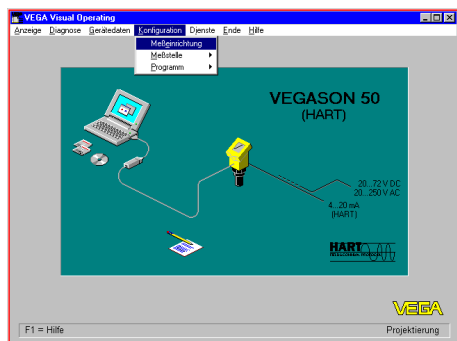 VEGA Visual Operating
Anzeige Diagnose Gerätedaten Konfiguration Dienste Ende Hilfe
Meßeinrichtung
Meßstelle
Programm
VEGASON 50
(HART)
20...72 V DC
20...250 V AC
4...20 mA
(HART)
HART
VEGA
F1 = Hilfe
Projektierung